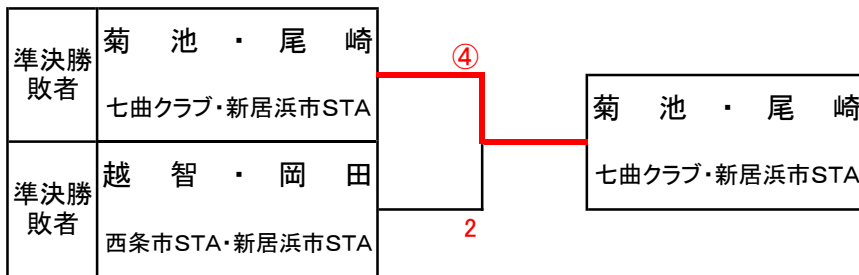 準決勝
敗者
菊池・尾崎
七曲クラブ・新居浜市STA
準決勝
敗者
越智・岡田
西条市STA・新居浜市STA
④
2
菊池・尾崎
七曲クラブ・新居浜市STA